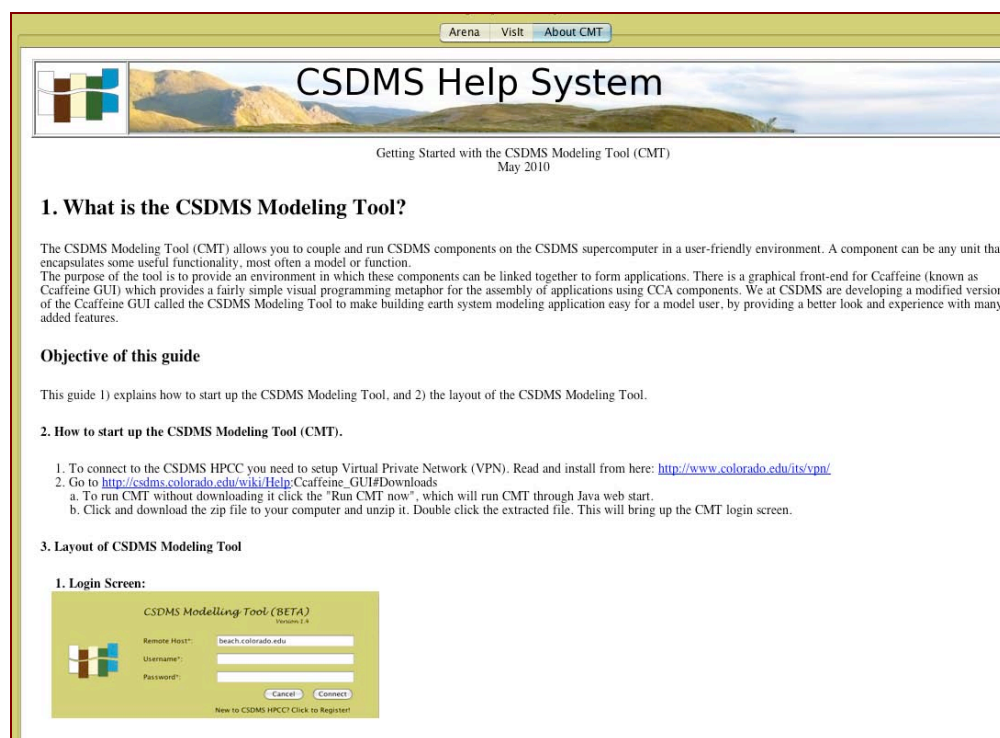 Arena VisIt About CMT
CSDMS Help System
Getting Started with the CSDMS Modeling Tool (CMT)
May 2010
1. What is the CSDMS Modeling Tool?
The CSDMS Modeling Tool (CMT) allows you to couple and run CSDMS components on the CSDMS supercomputer in a user-friendly environment. A component can be any unit tha
encapsulates some useful functionality, most often a model or function.
The purpose of the tool is to provide an environment in which these components can be linked together to form applications. There is a graphical front-end for Ccaffeine (known as
Ccaffeine GUI) which provides a fairly simple visual programming metaphor for the assembly of applications using CCA components. We at CSDMS are developing a modified version
of the Ccaffeine GUI called the CSDMS Modeling Tool to make building earth system modeling application easy for a model user, by providing a better look and experience with many
added features.
Objective of this guide
This guide 1) explains how to start up the CSDMS Modeling Tool, and 2) the layout of the CSDMS Modeling Tool.
2. How to start up the CSDMS Modeling Tool (CMT).
1. To connect to the CSDMS HPCC you need to setup Virtual Private Network (VPN). Read and install from here: http://www.colorado.edu/its/vpn/
2. Go to http://csdms.colorado.edu/wiki/Help:Ccaffeine_GUI#Downloads
a. To run CMT without downloading it click the "Run CMT now", which will run CMT through Java web start.
b. Click and download the zip file to your computer and unzip it. Double click the extracted file. This will bring up the CMT login screen.
3. Layout of CSDMS Modeling Tool
1. Login Screen:
CSDMS Modelling Tool (BETA)
Version 1.4
Remote Host*: beach.colorado.edu
Username*:
Password*:
Cancel Connect
New to CSDMS HPCC? Click to Register!